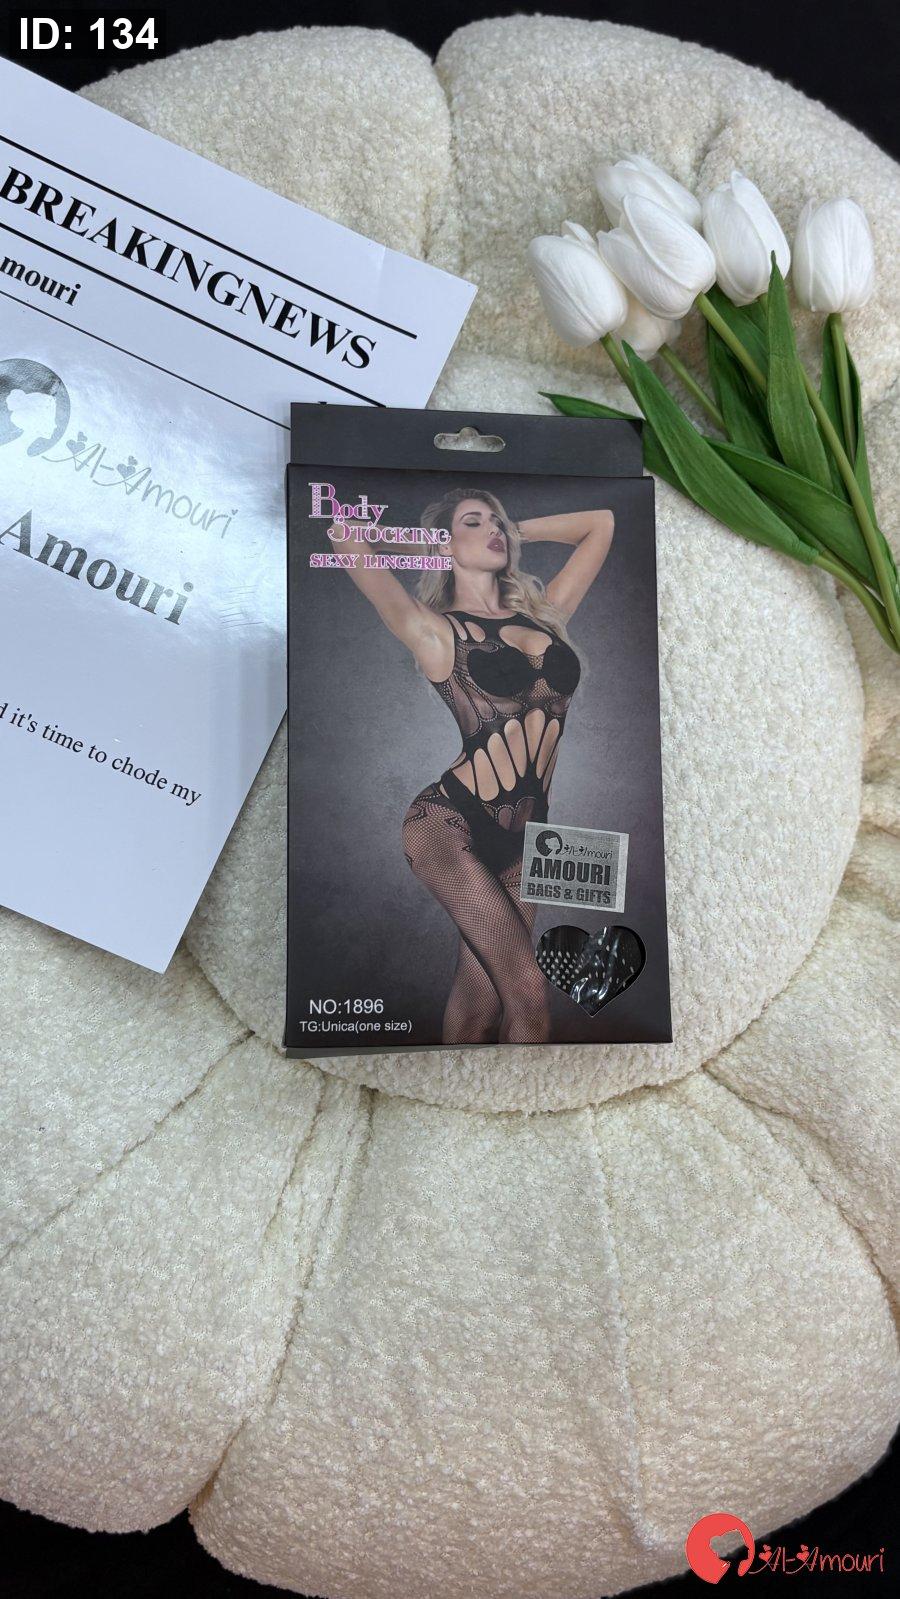 ID: 134
BREAKINGNEWS
mouri
Al-Amouri
Amouri
d it's time to chode my
Body
Stocking
SEXY LINGERIE
Al-Amouri
AMOURI
BAGS & GIFTS
NO:1896
TG:Unica(one size)
Al-Amouri